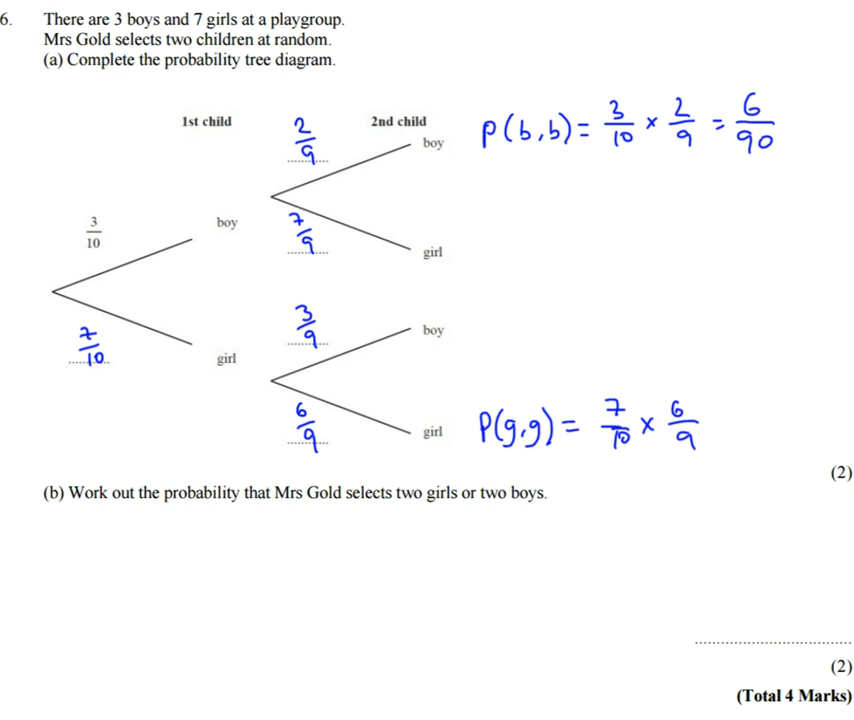 6. There are 3 boys and 7 girls at a playgroup.
Mrs Gold selects two children at random.
(a) Complete the probability tree diagram.
1st child
2nd child
3/10
boy
7/10
girl
2/9
boy
7/9
girl
3/9
boy
6/9
girl
P(b,b) = 3/10 × 2/9 = 6/90
P(g,g) = 7/10 × 6/9
(2)
(b) Work out the probability that Mrs Gold selects two girls or two boys.
(2)
(Total 4 Marks)